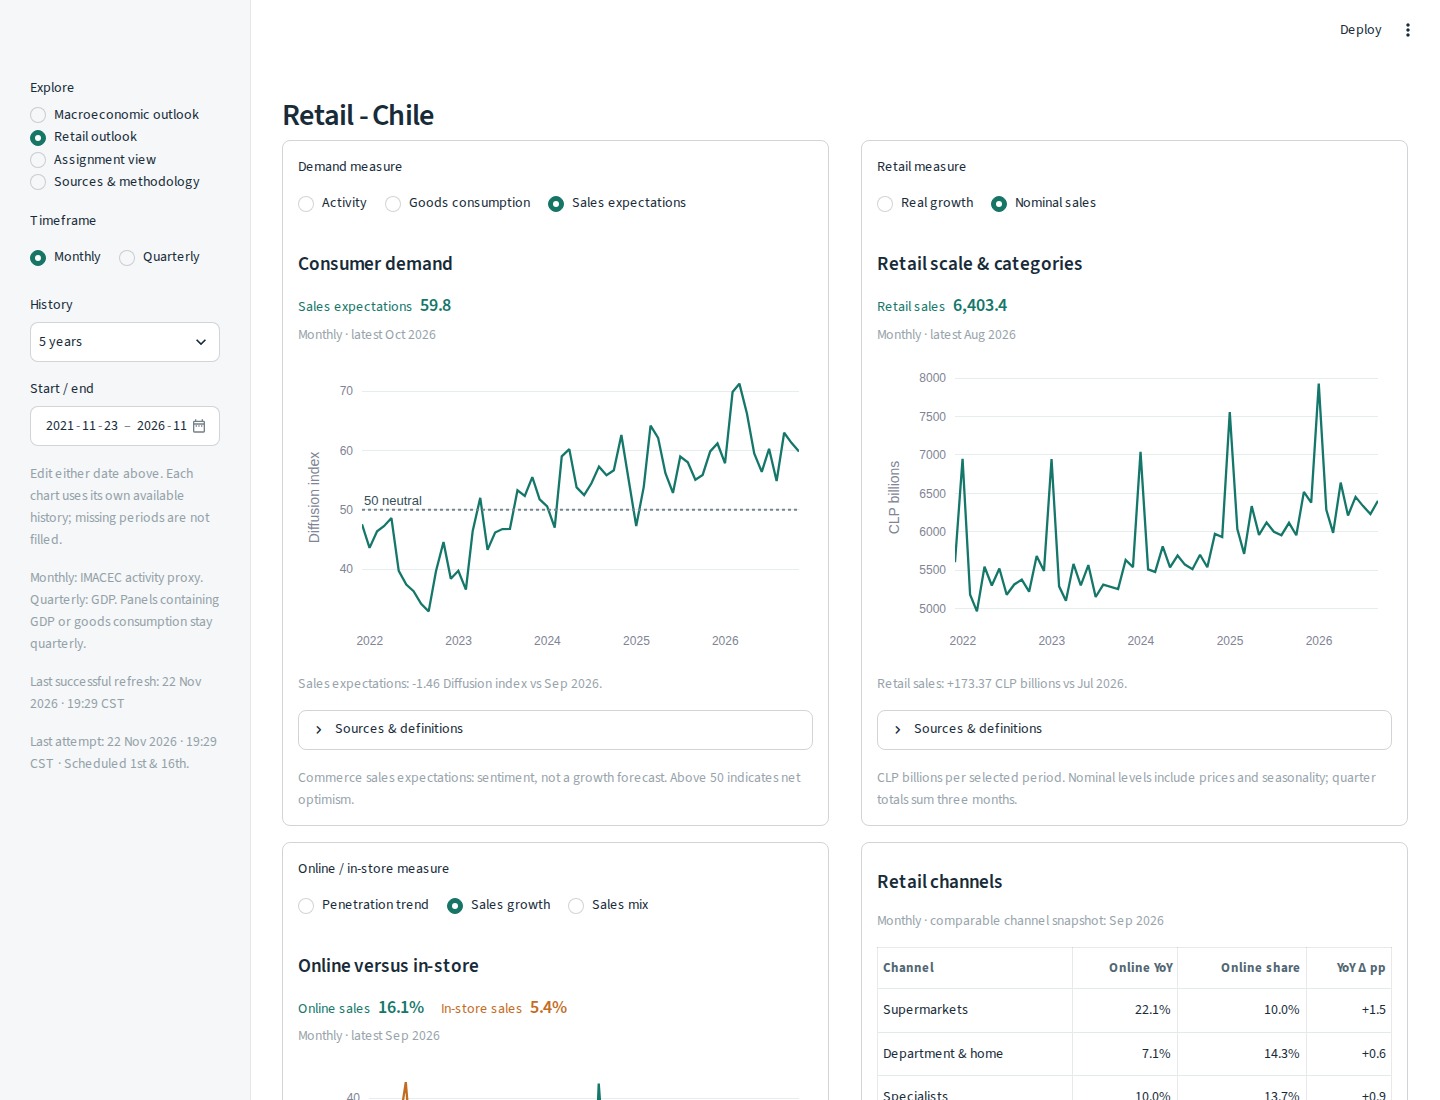 Deploy
Explore
Macroeconomic outlook
Retail outlook
Assignment view
Sources & methodology
Timeframe
Monthly
Quarterly
History
5 years
Start / end
2021-11-23 – 2026-11
Edit either date above. Each
chart uses its own available
history; missing periods are not
filled.
Monthly: IMACEC activity proxy.
Quarterly: GDP. Panels containing
GDP or goods consumption stay
quarterly.
Last successful refresh: 22 Nov
2026 · 19:29 CST
Last attempt: 22 Nov 2026 · 19:29
CST · Scheduled 1st & 16th.
Retail - Chile
Demand measure
Activity
Goods consumption
Sales expectations
Consumer demand
Sales expectations 59.8
Monthly · latest Oct 2026
Diffusion index
70
60
50
40
50 neutral
2022
2023
2024
2025
2026
Sales expectations: -1.46 Diffusion index vs Sep 2026.
Sources & definitions
Commerce sales expectations: sentiment, not a growth forecast. Above 50 indicates net
optimism.
Retail measure
Real growth
Nominal sales
Retail scale & categories
Retail sales 6,403.4
Monthly · latest Aug 2026
CLP billions
8000
7500
7000
6500
6000
5500
5000
2022
2023
2024
2025
2026
Retail sales: +173.37 CLP billions vs Jul 2026.
Sources & definitions
CLP billions per selected period. Nominal levels include prices and seasonality; quarter
totals sum three months.
Online / in-store measure
Penetration trend
Sales growth
Sales mix
Online versus in-store
Online sales 16.1% In-store sales 5.4%
Monthly · latest Sep 2026
40
Retail channels
Monthly · comparable channel snapshot: Sep 2026
Channel Online YoY Online share YoY Δ pp
Supermarkets 22.1% 10.0% +1.5
Department & home 7.1% 14.3% +0.6
Specialists 10.0% 13.7% +0.9